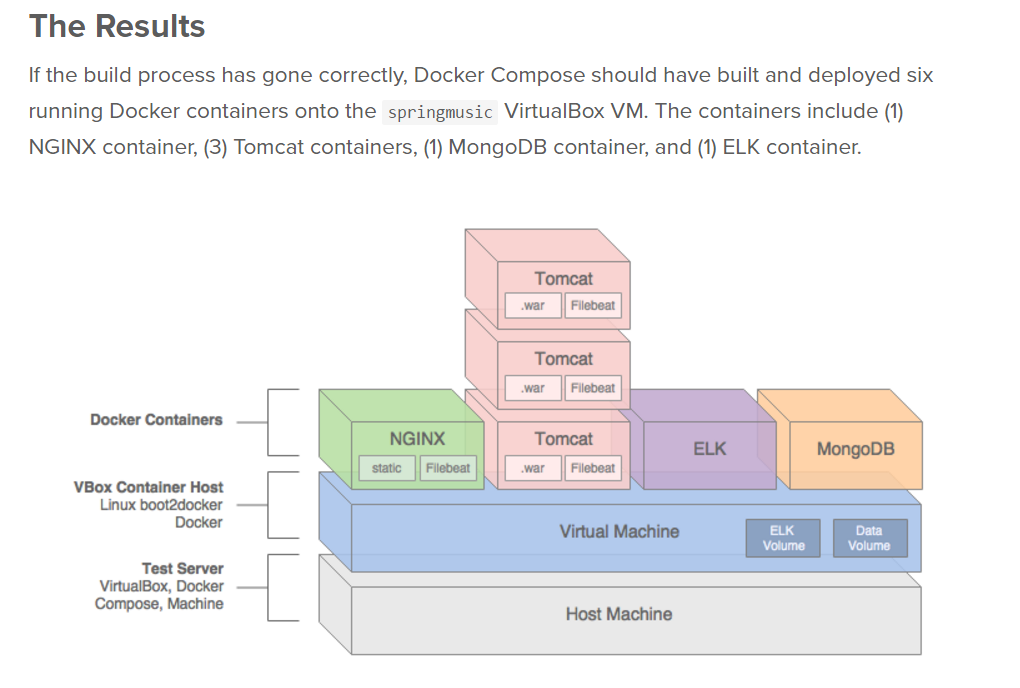 The Results
If the build process has gone correctly, Docker Compose should have built and deployed six
running Docker containers onto the springmusic VirtualBox VM. The containers include (1)
NGINX container, (3) Tomcat containers, (1) MongoDB container, and (1) ELK container.
Tomcat
.war Filebeat
Tomcat
.war Filebeat
Docker Containers
NGINX
static Filebeat
Tomcat
.war Filebeat
ELK
MongoDB
VBox Container Host
Linux boot2docker
Docker
Virtual Machine
ELK
Volume
Data
Volume
Test Server
VirtualBox, Docker
Compose, Machine
Host Machine